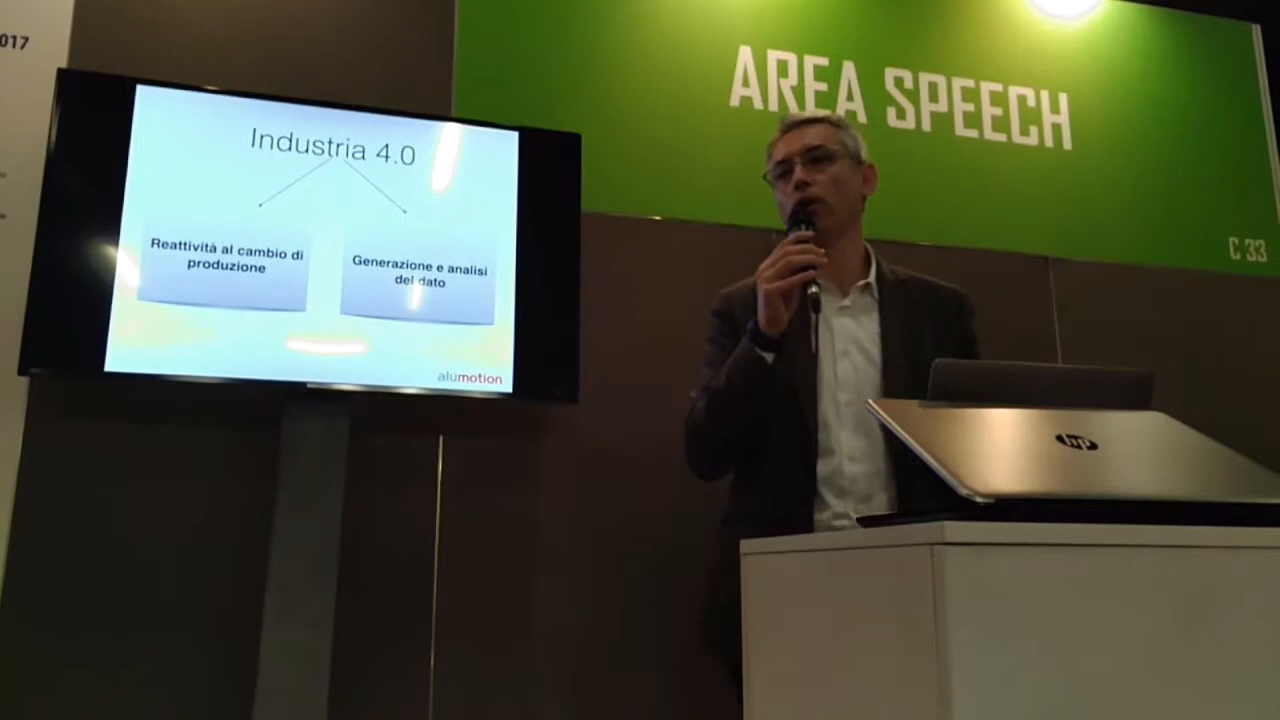 017
AREA SPEECH
C 33
Industria 4.0
Reattività al cambio di
produzione
Generazione e analisi
del dato
alumotion
hp